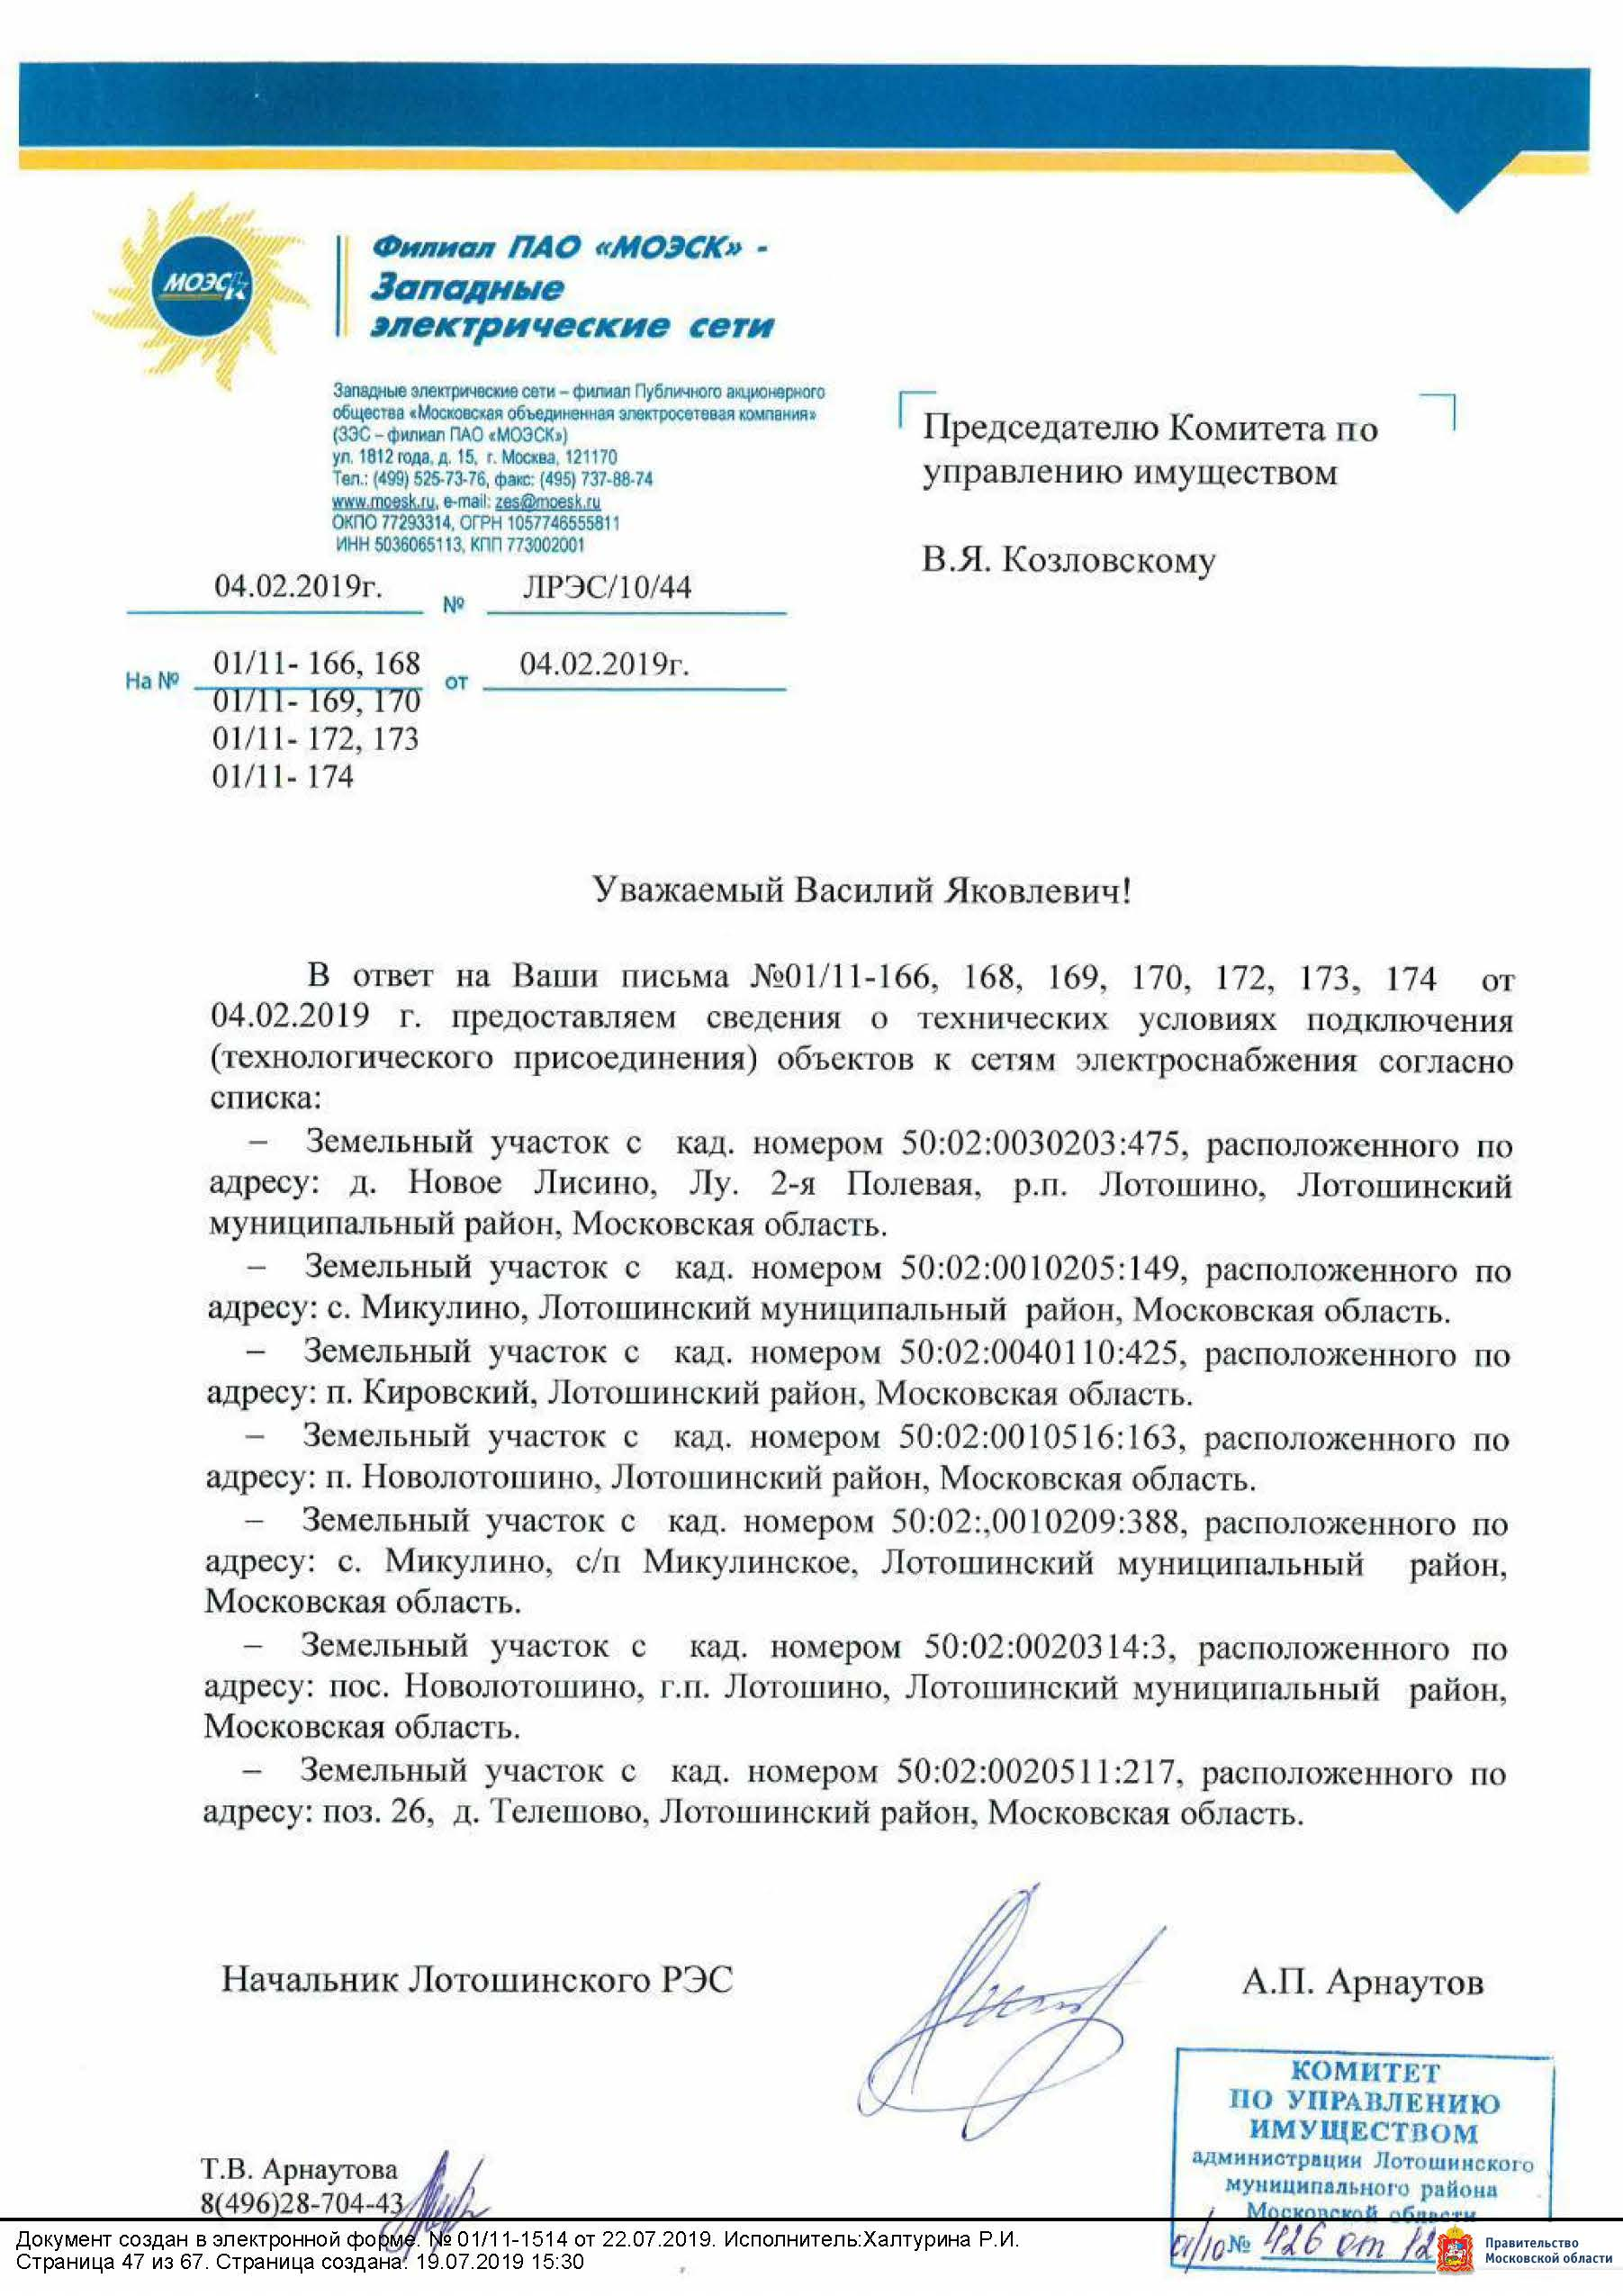 МОЭСК
Филиал ПАО «МОЭСК» -
Западные
электрические сети
Западные электрические сети – филиал Публичного акционерного
общества «Московская объединенная электросетевая компания»
(ЗЭС – филиал ПАО «МОЭСК»)
ул. 1812 года, д. 15, г. Москва, 121170
Тел.: (499) 525-73-76, факс: (495) 737-88-74
www.moesk.ru, e-mail: zes@moesk.ru
ОКПО 77293314, ОГРН 1057746555811
ИНН 5036065113, КПП 773002001
Председателю Комитета по
управлению имуществом
В.Я. Козловскому
04.02.2019г. № ЛРЭС/10/44
На № 01/11- 166, 168 от 04.02.2019г.
01/11- 169, 170
01/11- 172, 173
01/11- 174
Уважаемый Василий Яковлевич!
В ответ на Ваши письма №01/11-166, 168, 169, 170, 172, 173, 174 от
04.02.2019 г. предоставляем сведения о технических условиях подключения
(технологического присоединения) объектов к сетям электроснабжения согласно
списка:
– Земельный участок с кад. номером 50:02:0030203:475, расположенного по
адресу: д. Новое Лисино, Лу. 2-я Полевая, р.п. Лотошино, Лотошинский
муниципальный район, Московская область.
– Земельный участок с кад. номером 50:02:0010205:149, расположенного по
адресу: с. Микулино, Лотошинский муниципальный район, Московская область.
– Земельный участок с кад. номером 50:02:0040110:425, расположенного по
адресу: п. Кировский, Лотошинский район, Московская область.
– Земельный участок с кад. номером 50:02:0010516:163, расположенного по
адресу: п. Новолотошино, Лотошинский район, Московская область.
– Земельный участок с кад. номером 50:02:,0010209:388, расположенного по
адресу: с. Микулино, с/п Микулинское, Лотошинский муниципальный район,
Московская область.
– Земельный участок с кад. номером 50:02:0020314:3, расположенного по
адресу: пос. Новолотошино, г.п. Лотошино, Лотошинский муниципальный район,
Московская область.
– Земельный участок с кад. номером 50:02:0020511:217, расположенного по
адресу: поз. 26, д. Телешово, Лотошинский район, Московская область.
Начальник Лотошинского РЭС А.П. Арнаутов
КОМИТЕТ
ПО УПРАВЛЕНИЮ
ИМУЩЕСТВОМ
администрации Лотошинского
муниципального района
Московской области
01/10 № 426 от 12
Т.В. Арнаутова
8(496)28-704-43
Документ создан в электронной форме. № 01/11-1514 от 22.07.2019. Исполнитель:Халтурина Р.И.
Страница 47 из 67. Страница создана: 19.07.2019 15:30
Правительство
Московской области